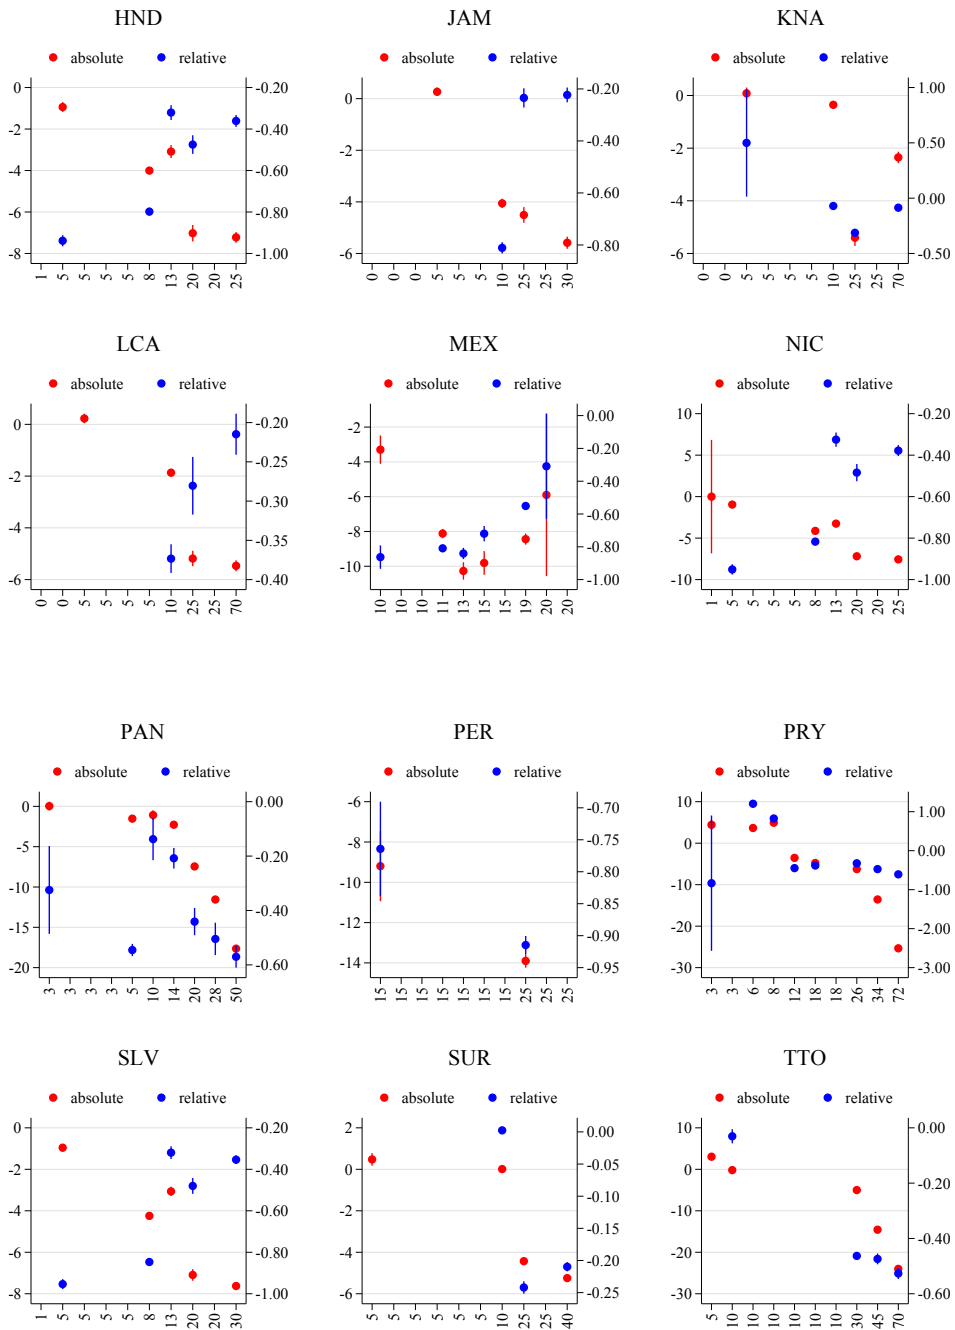 HND JAM KNA
absolute relative absolute relative absolute relative
0 -0.20 -0.20 1.00
0 0
-2 -0.40 -2 0.50
-0.40
-4 -0.60 -2
-4 -0.60 0.00
-6 -0.80 -4
-8 -1.00 -6 -0.80 -6 -0.50
1 5 5 5 5 8 13 20 20 25
0 0 0 5 5 5 10 25 25 30
0 0 5 5 5 5 10 25 25 70
LCA MEX NIC
absolute relative absolute relative absolute relative
0 -0.20 -2 0.00 10 -0.20
-0.25 -4 -0.20 5 -0.40
-2 -0.30 -6 -0.40 0 -0.60
-4 -0.35 -8 -0.60 -5 -0.80
-6 -0.40 -10 -0.80 -10 -1.00
-1.00
0 0 5 5 5 5 10 25 25 70
10 10 10 11 13 15 15 19 20 20
1 5 5 5 5 8 13 20 20 25
PAN PER PRY
absolute relative absolute relative absolute relative
0 0.00 -6 -0.70 10 1.00
-5 -0.20 -8 -0.75 0 0.00
-10 -0.80 -10 -1.00
-10 -0.40 -0.85
-15 -12 -0.90 -20 -2.00
-20 -0.60 -14 -0.95 -30 -3.00
3 3 3 3 5 10 14 20 28 50
15 15 15 15 15 15 15 25 25 25
3 3 6 8 12 18 18 26 34 72
SLV SUR TTO
absolute relative absolute relative absolute relative
0 -0.20 2 0.00 10 0.00
-2 -0.40 0 -0.05 0 -0.20
-4 -0.60 -2 -0.10 -10
-0.15 -0.40
-6 -0.80 -4 -0.20 -20
-8 -1.00 -6 -0.25 -30 -0.60
1 5 5 5 5 8 13 20 20 30
5 5 5 5 5 5 10 25 25 40
5 10 10 10 10 10 10 30 45 70